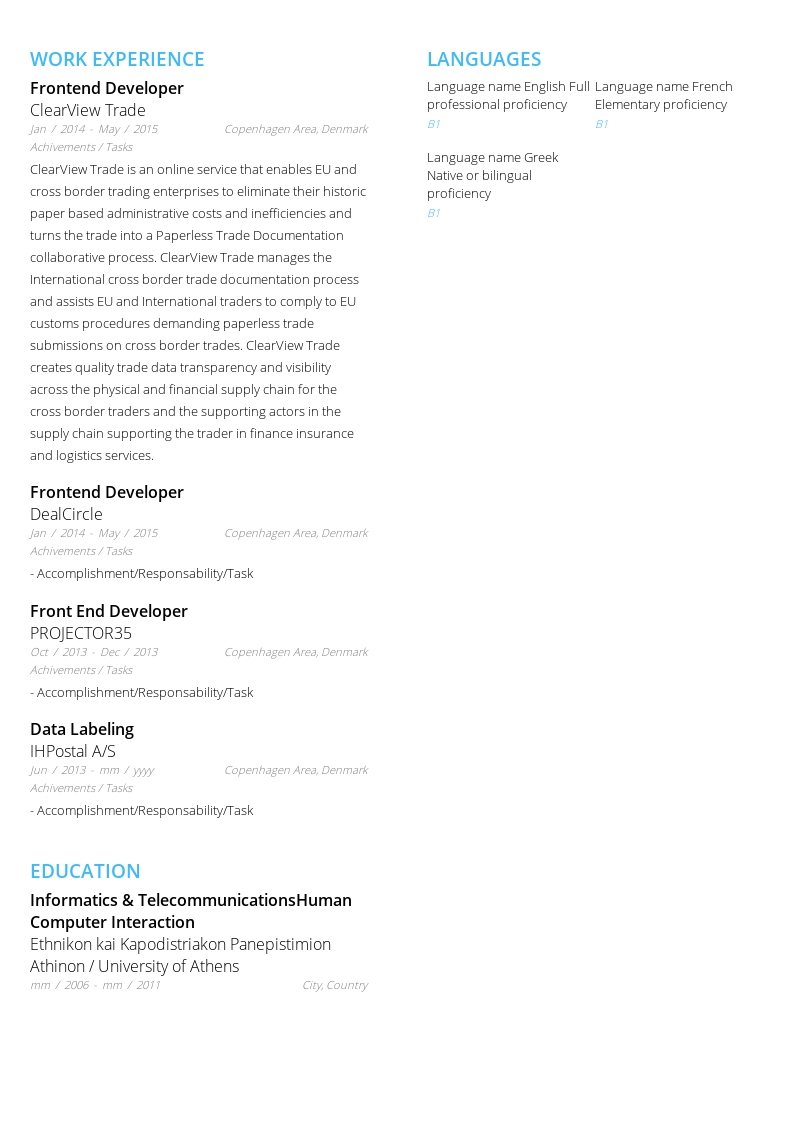 WORK EXPERIENCE
Frontend Developer
ClearView Trade
Jan / 2014 - May / 2015 Copenhagen Area, Denmark
Achivements / Tasks
ClearView Trade is an online service that enables EU and
cross border trading enterprises to eliminate their historic
paper based administrative costs and inefficiencies and
turns the trade into a Paperless Trade Documentation
collaborative process. ClearView Trade manages the
International cross border trade documentation process
and assists EU and International traders to comply to EU
customs procedures demanding paperless trade
submissions on cross border trades. ClearView Trade
creates quality trade data transparency and visibility
across the physical and financial supply chain for the
cross border traders and the supporting actors in the
supply chain supporting the trader in finance insurance
and logistics services.
Frontend Developer
DealCircle
Jan / 2014 - May / 2015 Copenhagen Area, Denmark
Achivements / Tasks
- Accomplishment/Responsability/Task
Front End Developer
PROJECTOR35
Oct / 2013 - Dec / 2013 Copenhagen Area, Denmark
Achivements / Tasks
- Accomplishment/Responsability/Task
Data Labeling
IHPostal A/S
Jun / 2013 - mm / yyyy Copenhagen Area, Denmark
Achivements / Tasks
- Accomplishment/Responsability/Task
EDUCATION
Informatics & TelecommunicationsHuman
Computer Interaction
Ethnikon kai Kapodistriakon Panepistimion
Athinon / University of Athens
mm / 2006 - mm / 2011 City, Country
LANGUAGES
Language name English Full
professional proficiency
B1
Language name French
Elementary proficiency
B1
Language name Greek
Native or bilingual
proficiency
B1